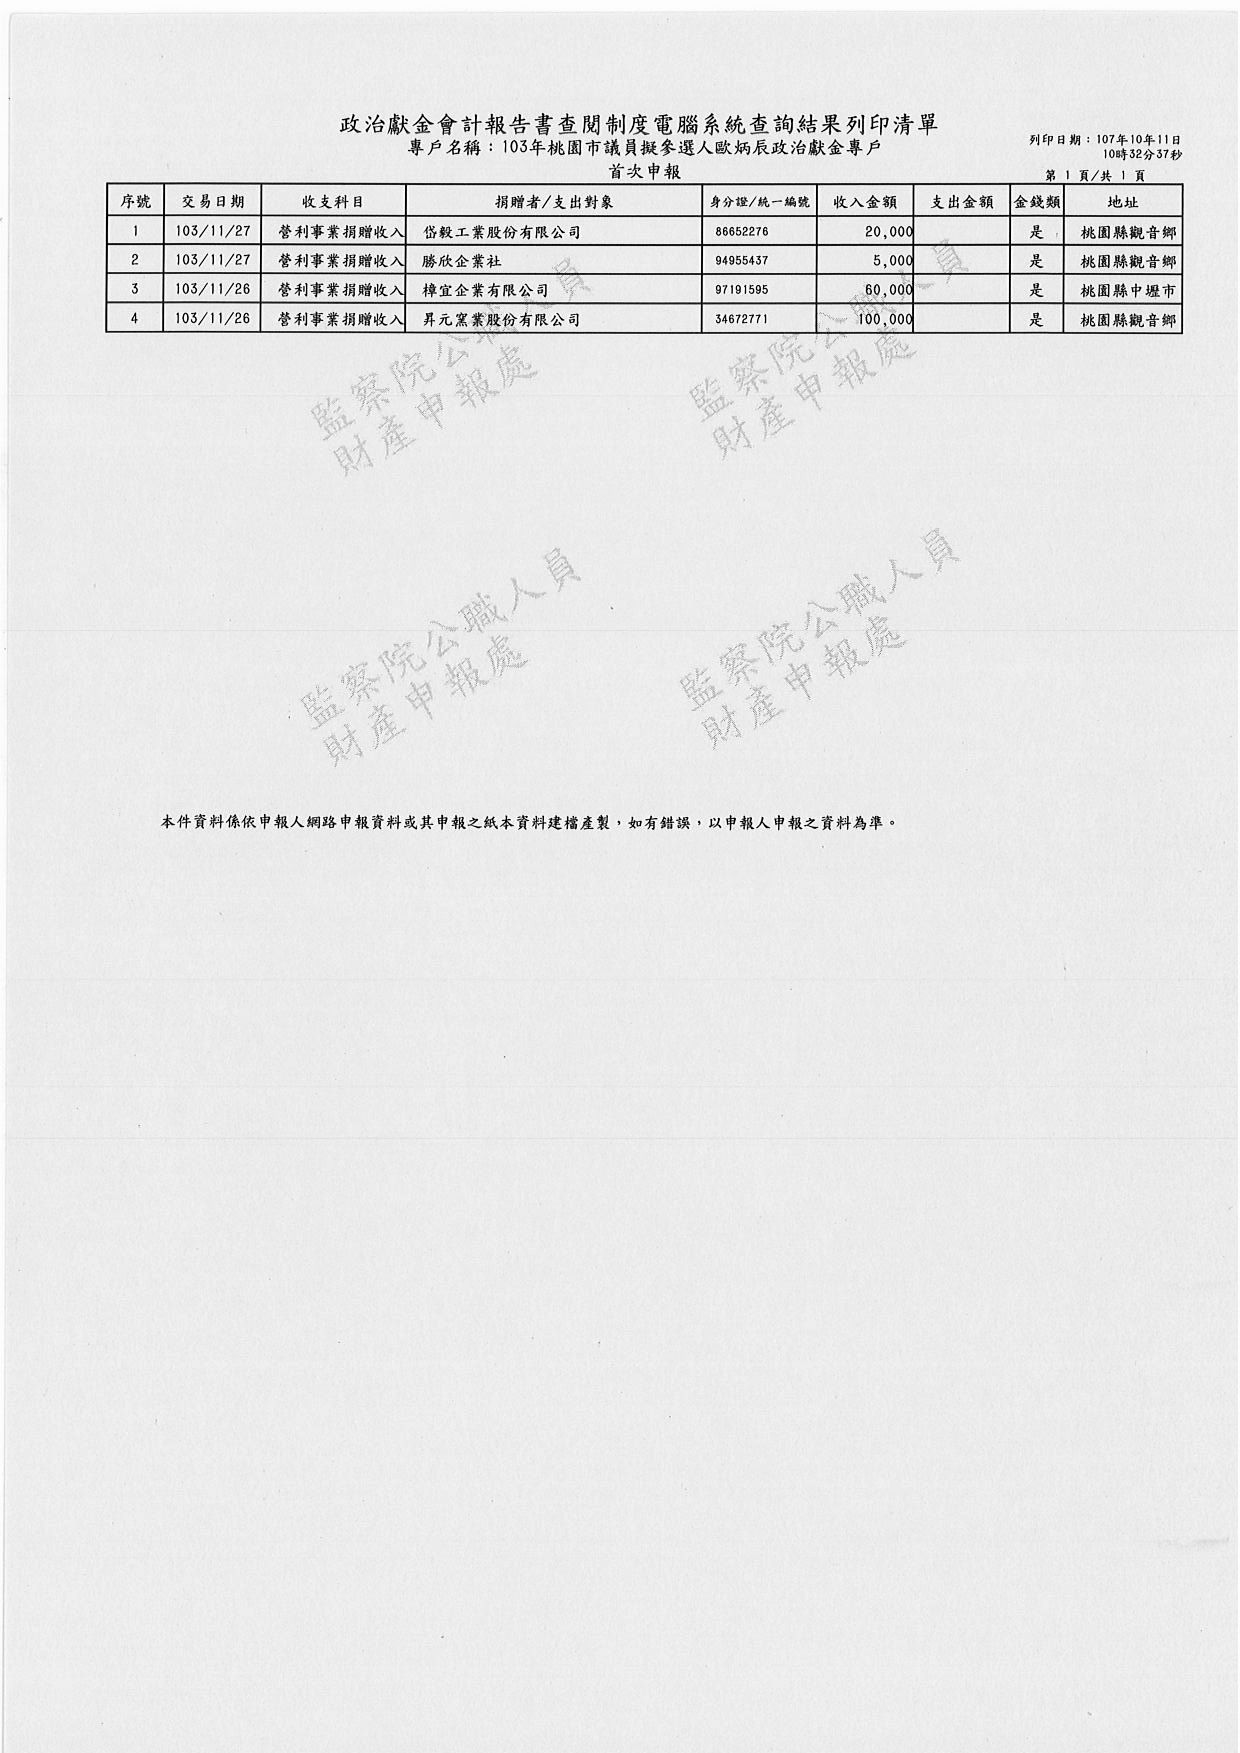 政治獻金會計報告書查閱制度電腦系統查詢結果列印清單
專戶名稱：103年桃園市議員擬參選人歐炳辰政治獻金專戶
列印日期：107年10年11日
10時32分37秒
首次申報
第 1 頁/共 1 頁
序號 交易日期 收支科目 捐贈者/支出對象 身分證/統一編號 收入金額 支出金額 金錢類 地址
1 103/11/27 營利事業捐贈收入 岱毅工業股份有限公司 86652276 20,000 是 桃園縣觀音鄉
2 103/11/27 營利事業捐贈收入 勝欣企業社 94955437 5,000 是 桃園縣觀音鄉
3 103/11/26 營利事業捐贈收入 樟宜企業有限公司 97191595 60,000 是 桃園縣中壢市
4 103/11/26 營利事業捐贈收入 昇元窯業股份有限公司 34672771 100,000 是 桃園縣觀音鄉
監察院公職人員
財產申報處
監察院公職人員
財產申報處
監察院公職人員
財產申報處
監察院公職人員
財產申報處
本件資料係依申報人網路申報資料或其申報之紙本資料建檔產製，如有錯誤，以申報人申報之資料為準。